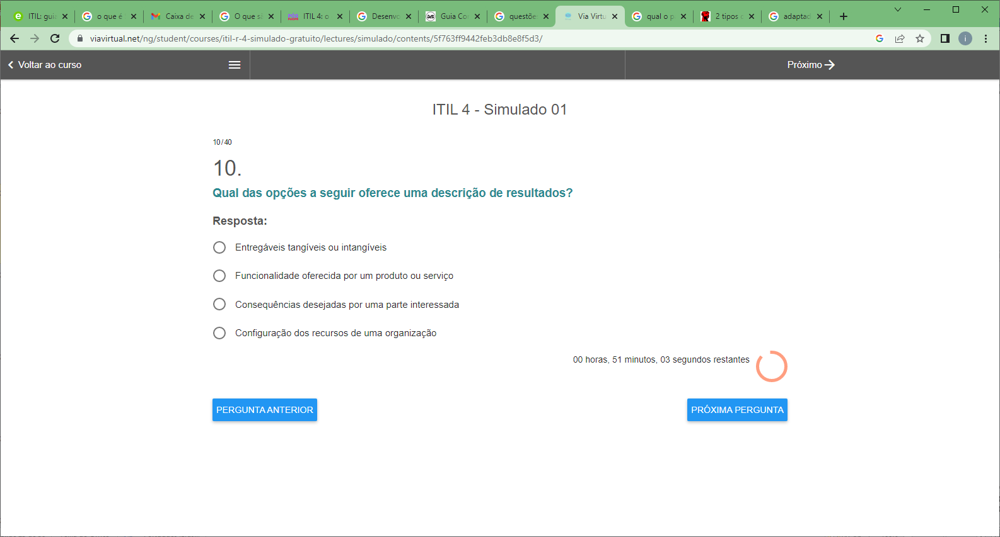 ITIL: guia
o que é
Caixa de
O que sã
ITIL 4: o
Desenvo
Guia Co
questões
Via Virtu
qual o p
2 tipos
adaptad
viavirtual.net/ng/student/courses/itil-r-4-simulado-gratuito/lectures/simulado/contents/5f763ff9442feb3db8e8f5d3/
i
Voltar ao curso
Próximo
ITIL 4 - Simulado 01
10/40
10.
Qual das opções a seguir oferece uma descrição de resultados?
Resposta:
Entregáveis tangíveis ou intangíveis
Funcionalidade oferecida por um produto ou serviço
Consequências desejadas por uma parte interessada
Configuração dos recursos de uma organização
00 horas, 51 minutos, 03 segundos restantes
PERGUNTA ANTERIOR
PRÓXIMA PERGUNTA